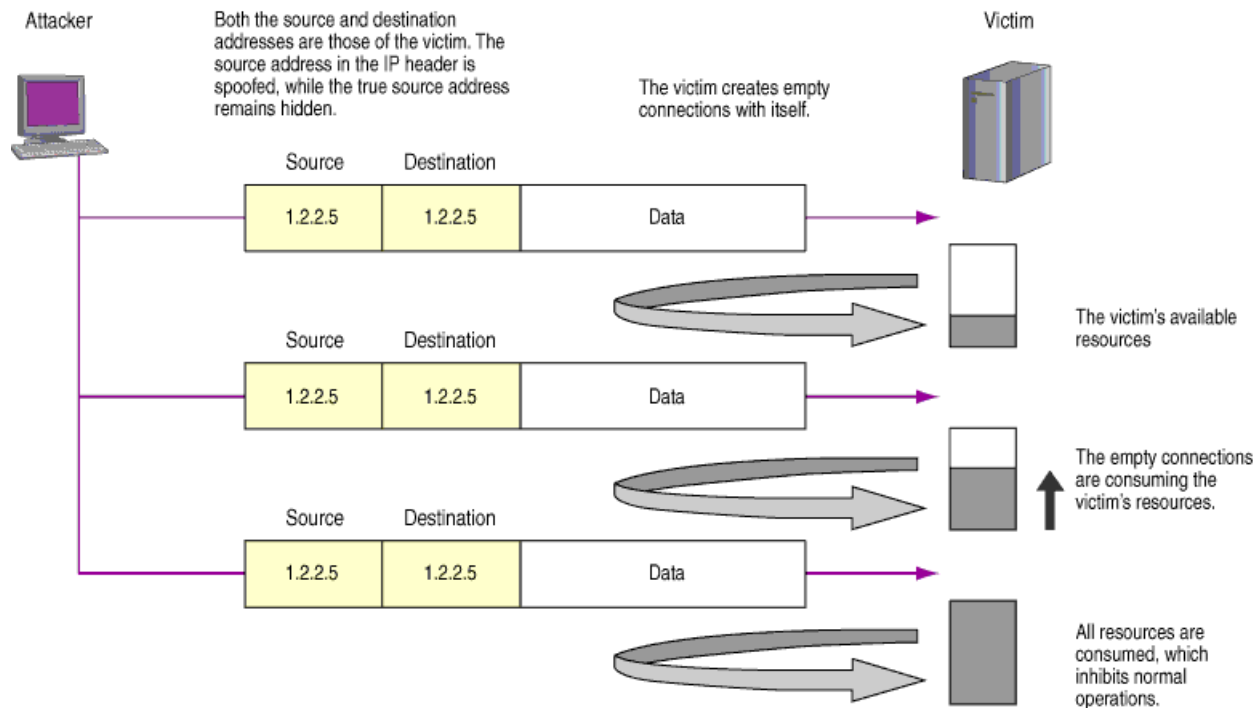 Attacker
Both the source and destination
addresses are those of the victim. The
source address in the IP header is
spoofed, while the true source address
remains hidden.
The victim creates empty
connections with itself.
Victim
Source Destination
1.2.2.5 1.2.2.5 Data
The victim's available
resources
Source Destination
1.2.2.5 1.2.2.5 Data
The empty connections
are consuming the
victim's resources.
Source Destination
1.2.2.5 1.2.2.5 Data
All resources are
consumed, which
inhibits normal
operations.